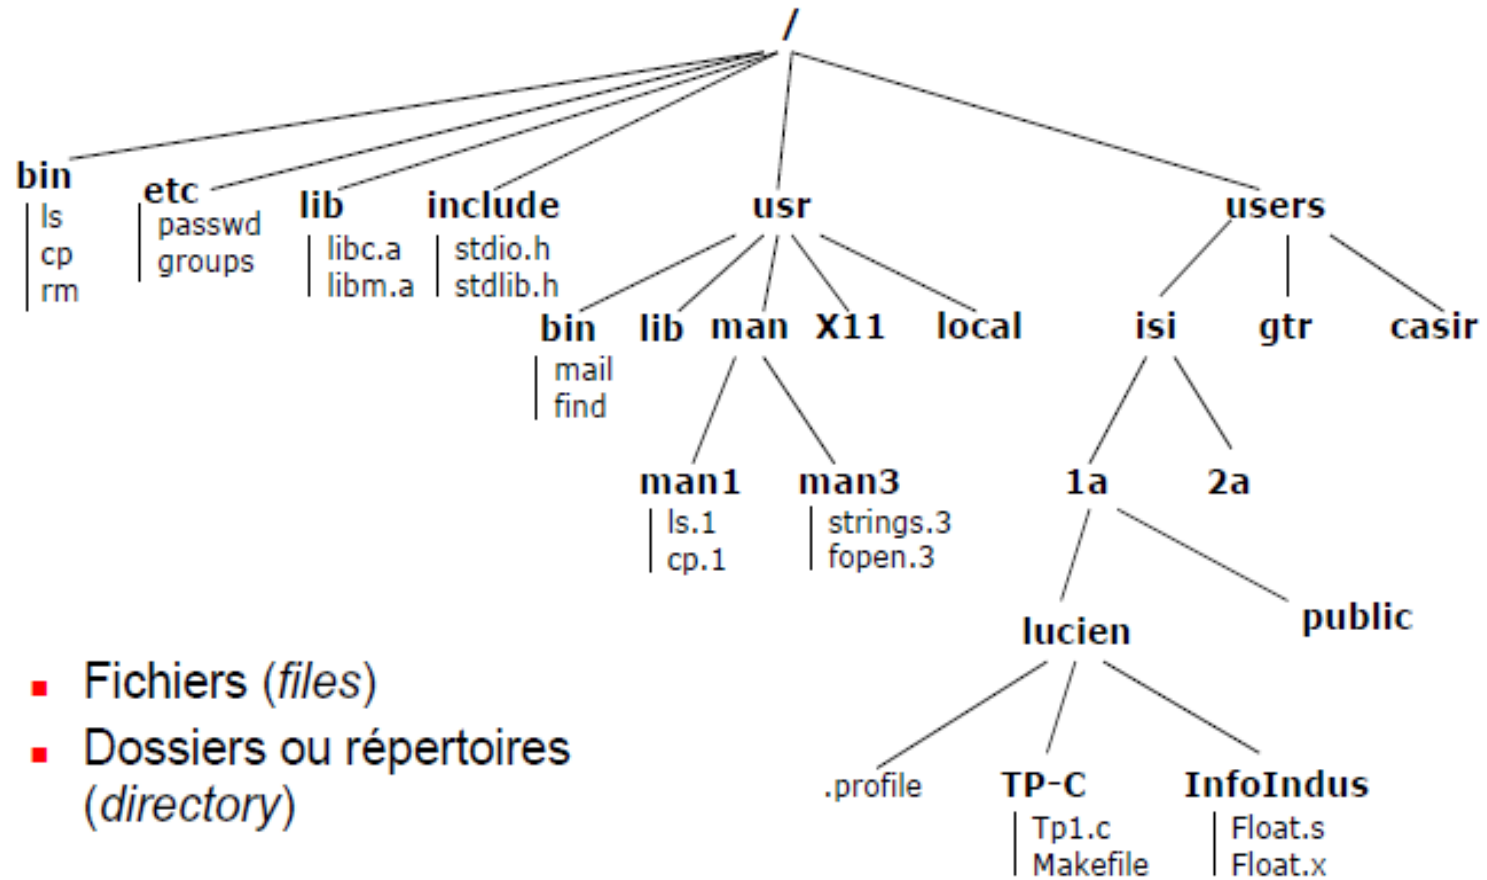 /
bin
ls
cp
rm
etc
passwd
groups
lib
libc.a
libm.a
include
stdio.h
stdlib.h
usr
users
bin
mail
find
lib
man
X11
local
isi
gtr
casir
man1
ls.1
cp.1
man3
strings.3
fopen.3
1a
2a
lucien
public
.profile
TP-C
Tp1.c
Makefile
InfoIndus
Float.s
Float.x
▪ Fichiers (files)
▪ Dossiers ou répertoires
(directory)